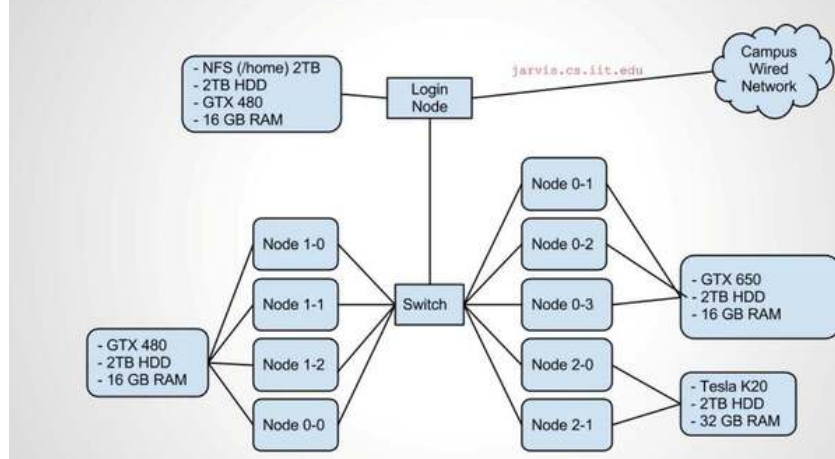 - NFS (/home) 2TB
- 2TB HDD
- GTX 480
- 16 GB RAM
Login
Node
jarvis.cs.iit.edu
Campus
Wired
Network
Node 1-0
Node 1-1
Node 1-2
Node 0-0
- GTX 480
- 2TB HDD
- 16 GB RAM
Switch
Node 0-1
Node 0-2
Node 0-3
Node 2-0
Node 2-1
- GTX 650
- 2TB HDD
- 16 GB RAM
- Tesla K20
- 2TB HDD
- 32 GB RAM